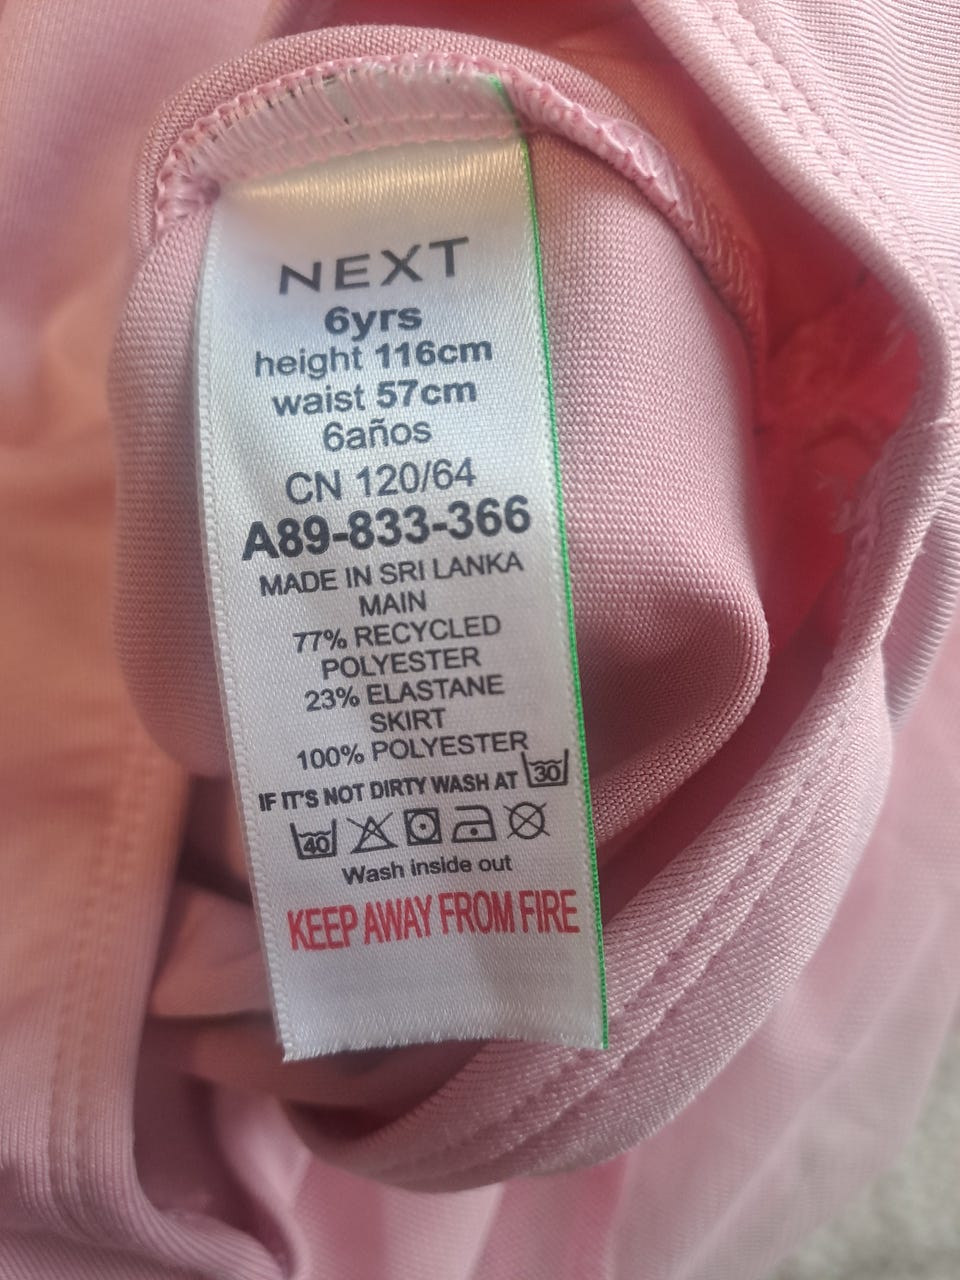 NEXT
6yrs
height 116cm
waist 57cm
6años
CN 120/64
A89-833-366
MADE IN SRI LANKA
MAIN
77% RECYCLED
POLYESTER
23% ELASTANE
SKIRT
100% POLYESTER
IF IT'S NOT DIRTY WASH AT 30
40
Wash inside out
KEEP AWAY FROM FIRE